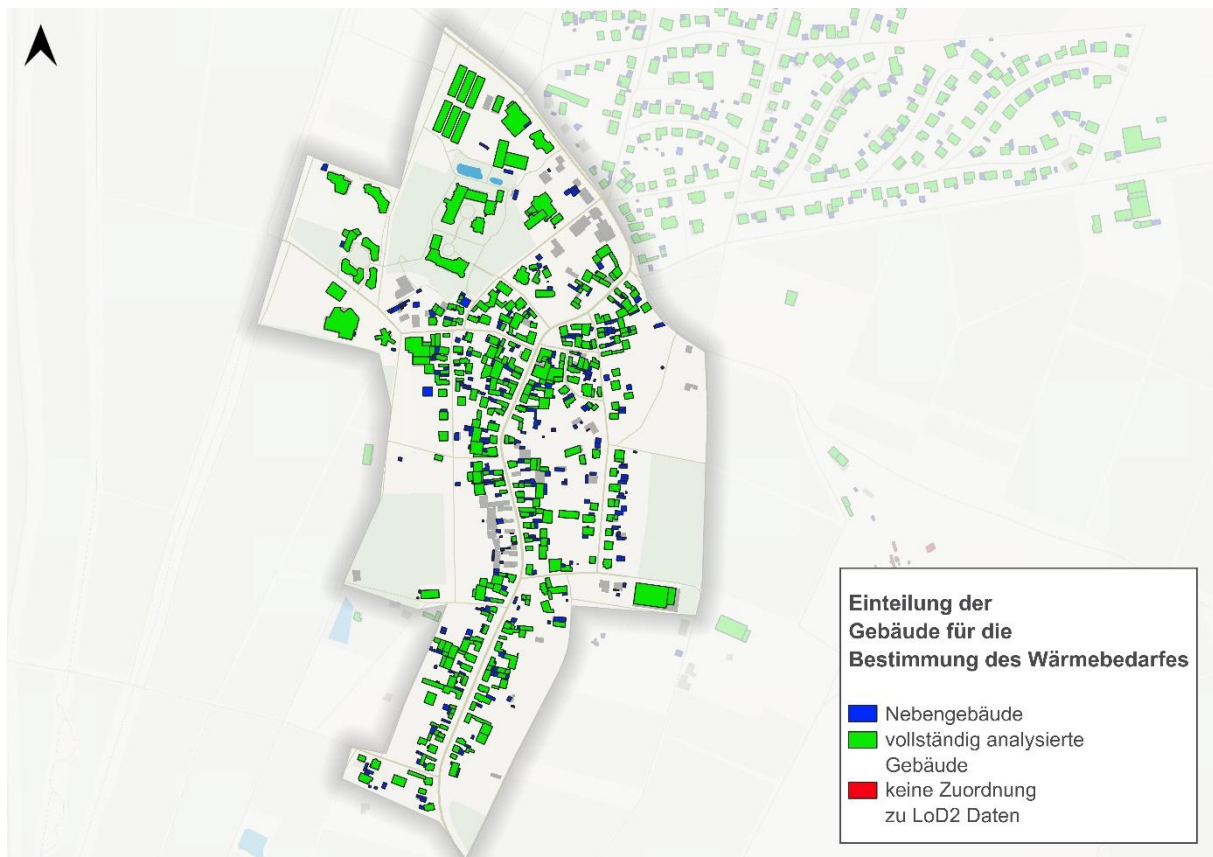 Einteilung der
Gebäude für die
Bestimmung des Wärmebedarfes
Nebengebäude
vollständig analysierte
Gebäude
keine Zuordnung
zu LoD2 Daten